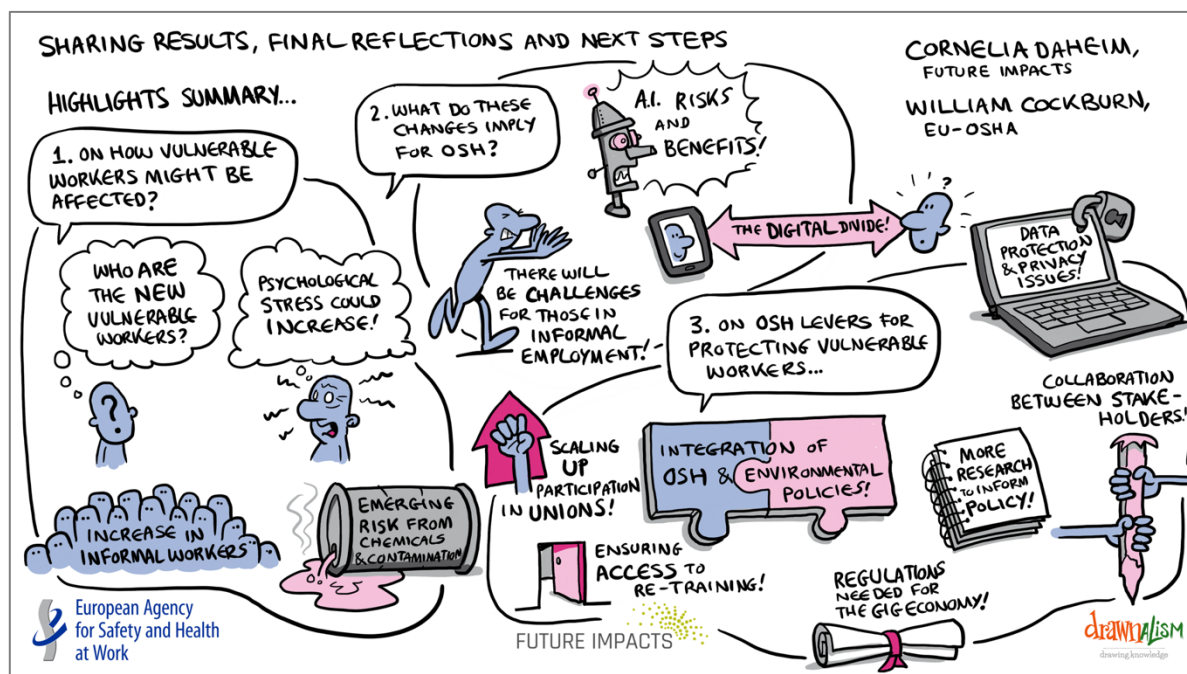 SHARING RESULTS, FINAL REFLECTIONS AND NEXT STEPS
CORNELIA DAHEIM,
FUTURE IMPACTS
WILLIAM COCKBURN,
EU-OSHA
HIGHLIGHTS SUMMARY...
1. ON HOW VULNERABLE
WORKERS MIGHT BE
AFFECTED?
WHO ARE
THE NEW
VULNERABLE
WORKERS?
PSYCHOLOGICAL
STRESS COULD
INCREASE!
?
INCREASE IN
INFORMAL WORKERS
EMERGING
RISK FROM
CHEMICALS
& CONTAMINATION
2. WHAT DO THESE
CHANGES IMPLY
FOR OSH?
A.I. RISKS
AND
BENEFITS!
THE DIGITAL DIVIDE!
?
DATA
PROTECTION
& PRIVACY
ISSUES!
THERE WILL
BE CHALLENGES
FOR THOSE IN
INFORMAL
EMPLOYMENT!
3. ON OSH LEVERS FOR
PROTECTING VULNERABLE
WORKERS...
SCALING
UP
PARTICIPATION
IN UNIONS!
INTEGRATION OF
OSH & ENVIRONMENTAL
POLICIES!
MORE
RESEARCH
TO INFORM
POLICY!
COLLABORATION
BETWEEN STAKE-
HOLDERS!
ENSURING
ACCESS TO
RE-TRAINING!
REGULATIONS
NEEDED FOR
THE GIG ECONOMY!
European Agency
for Safety and Health
at Work
FUTURE IMPACTS
drawnalism
drawing.knowledge